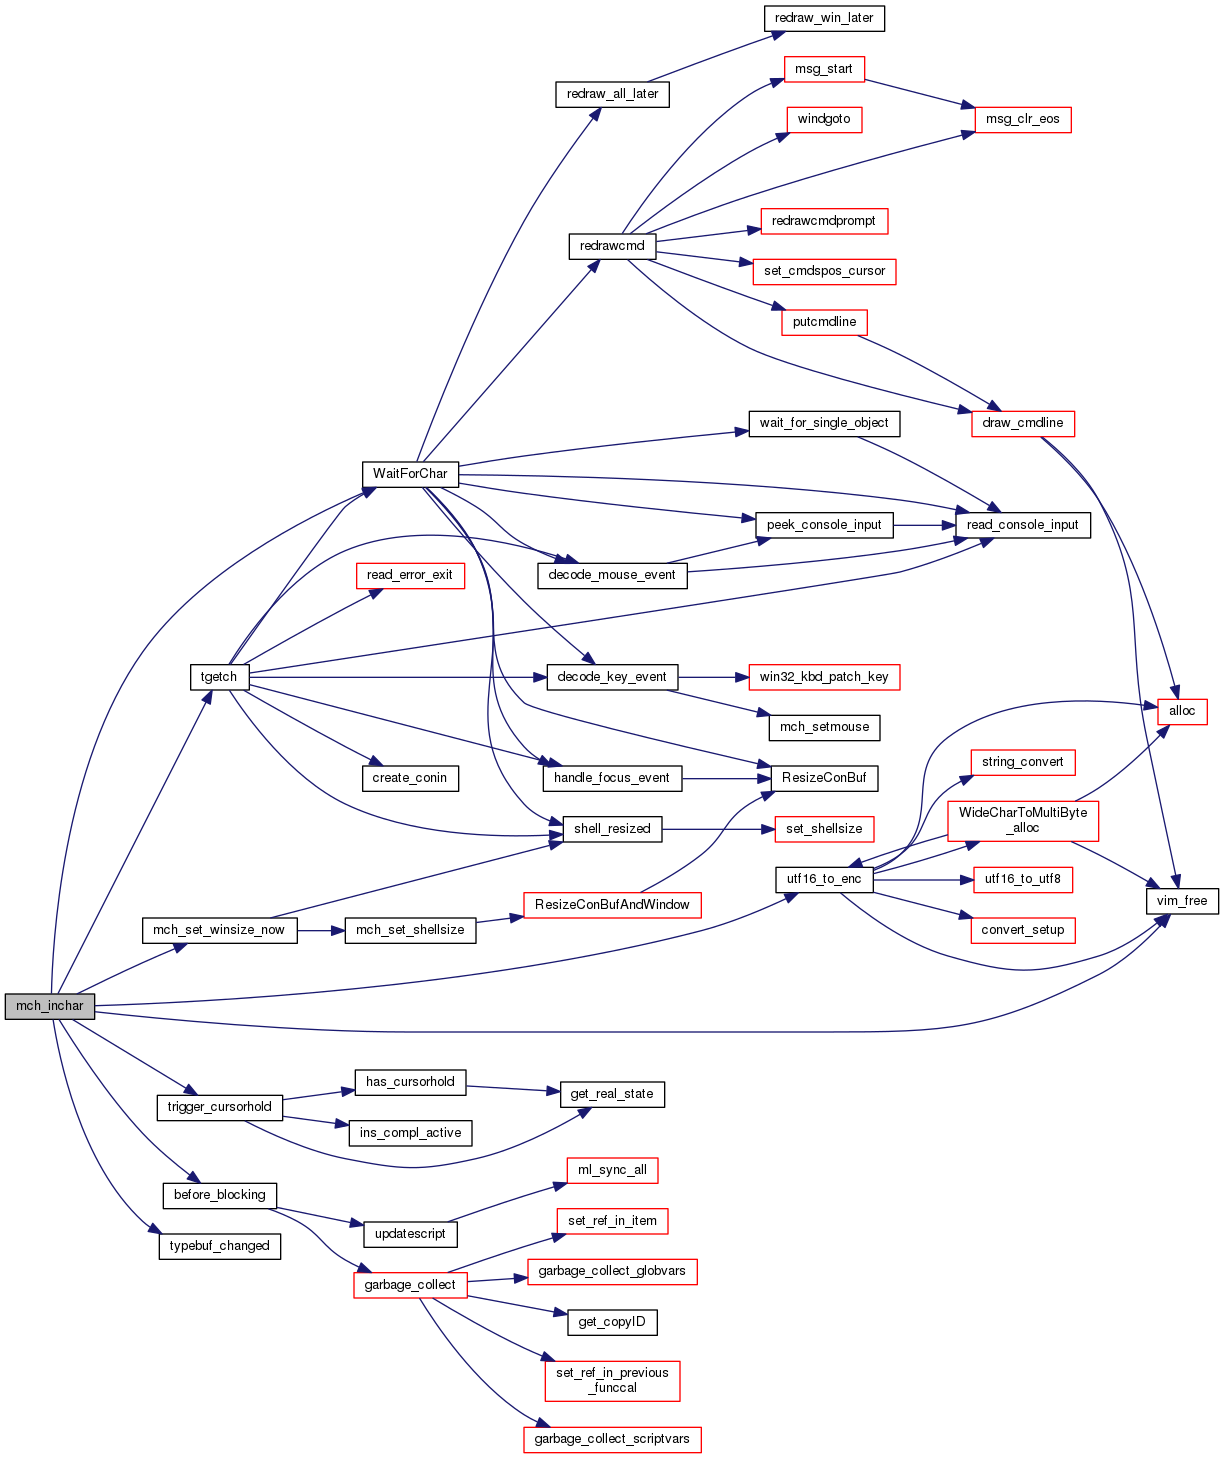 redraw_win_later
msg_start
redraw_all_later
windgoto
msg_clr_eos
redrawcmdprompt
redrawcmd
set_cmdspos_cursor
putcmdline
wait_for_single_object
draw_cmdline
WaitForChar
peek_console_input
read_console_input
read_error_exit
decode_mouse_event
tgetch
decode_key_event
win32_kbd_patch_key
alloc
mch_setmouse
string_convert
create_conin
handle_focus_event
ResizeConBuf
WideCharToMultiByte
_alloc
shell_resized
set_shellsize
utf16_to_enc
utf16_to_utf8
vim_free
ResizeConBufAndWindow
mch_set_winsize_now
mch_set_shellsize
convert_setup
mch_inchar
has_cursorhold
get_real_state
trigger_cursorhold
ins_compl_active
ml_sync_all
before_blocking
updatescript
set_ref_in_item
typebuf_changed
garbage_collect
garbage_collect_globvars
get_copyID
set_ref_in_previous
_funccal
garbage_collect_scriptvars